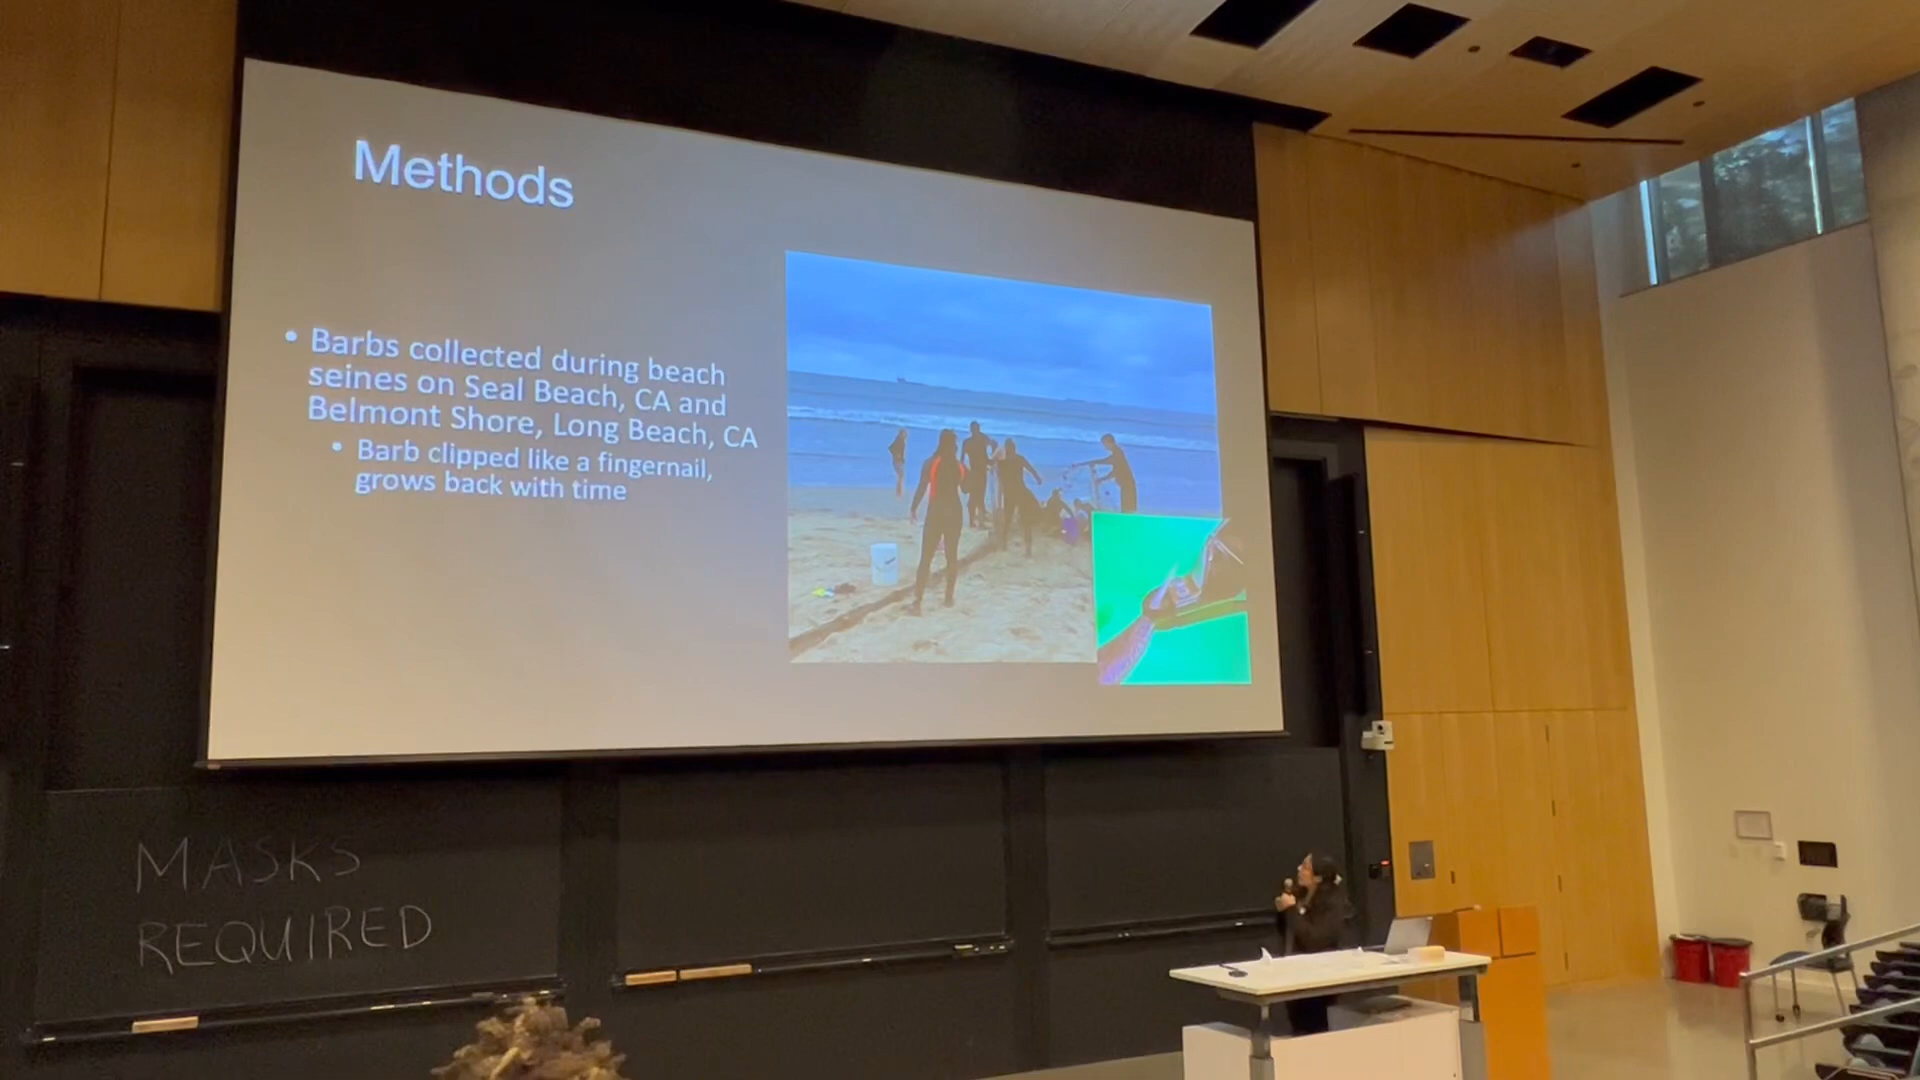 Methods
• Barbs collected during beach
seines on Seal Beach, CA and
Belmont Shore, Long Beach, CA
• Barb clipped like a fingernail,
grows back with time
MASKS
REQUIRED